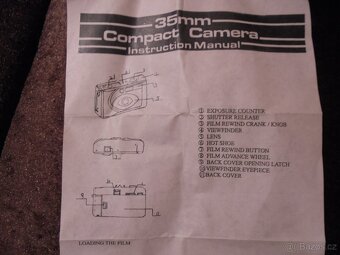 35mm
Compact Camera
Instruction Manual
① EXPOSURE COUNTER
② SHUTTER RELEASE
③ FILM REWIND CRANK / KNOB
④ VIEWFINDER
⑤ LENS
⑥ HOT SHOE
⑦ FILM REWIND BUTTON
⑧ FILM ADVANCE WHEEL
⑨ BACK COVER OPENING LATCH
⑩ VIEWFINDER EYEPIECE
⑪ BACK COVER
LOADING THE FILM